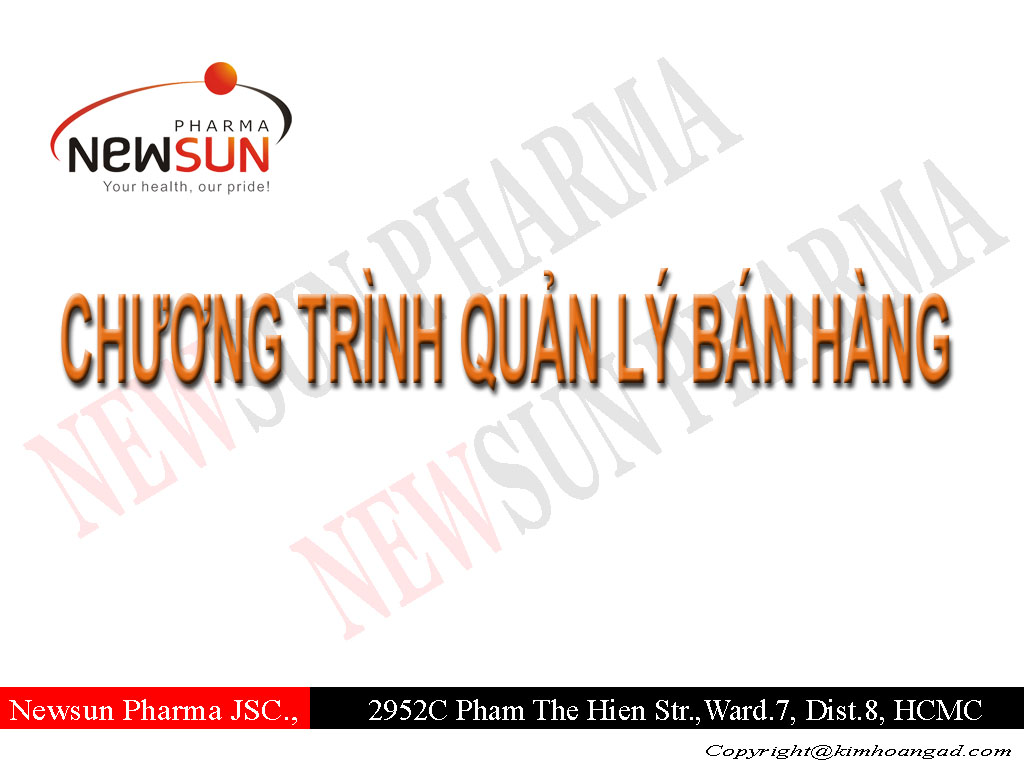 PHARMA
NewSUN
Your health, our pride!
NEWSUN PHARMA
NEWSUN PHARMA
CHƯƠNG TRÌNH QUẢN LÝ BÁN HÀNG
Newsun Pharma JSC., 2952C Pham The Hien Str.,Ward.7, Dist.8, HCMC
Copyright@kimhoangad.com